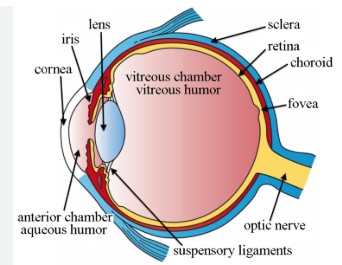 lens
iris
cornea
sclera
retina
choroid
vitreous chamber
vitreous humor
fovea
anterior chamber
aqueous humor
optic nerve
suspensory ligaments